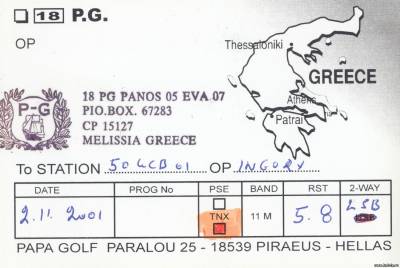 18 P.G.
OP
Thessaloniki
GREECE
Athens
Patrai
P-G
18 PG PANOS 05 EVA 07
PIO.BOX. 67283
CP 15127
MELISSIA GREECE
To STATION 50 LCB 01 OP INGORY
DATE PROG No PSE BAND RST 2-WAY
2.11.2001 TNX 11 M 5.8 LSB
PAPA GOLF PARALOU 25 - 18539 PIRAEUS - HELLAS